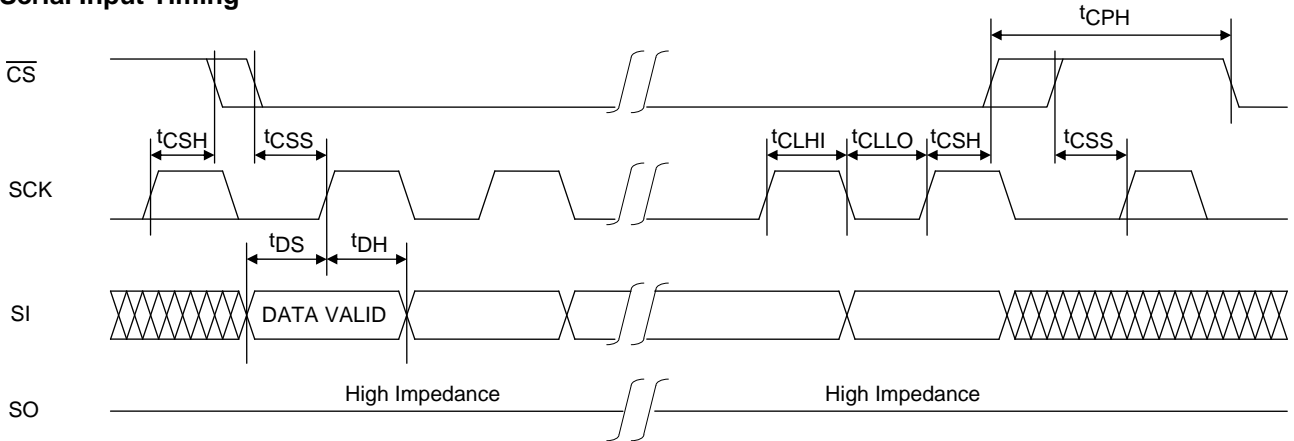 Serial Input Timing
tCPH
CS
tCSH
tCSS
tCLHI
tCLLO
tCSH
tCSS
SCK
tDS
tDH
SI
DATA VALID
High Impedance
High Impedance
SO